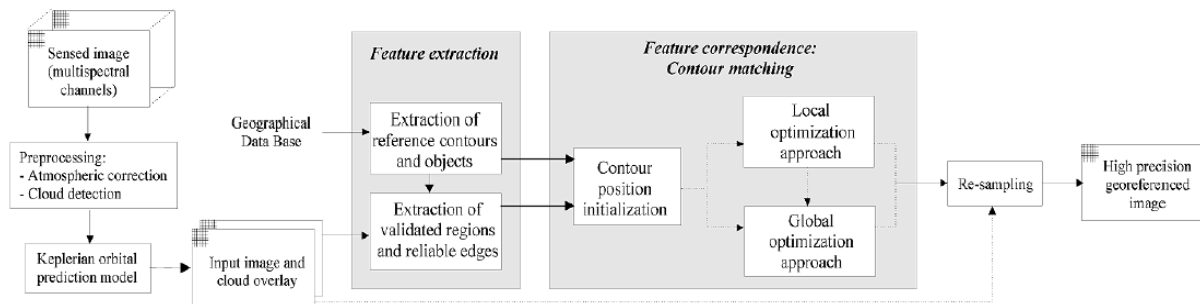 Sensed image
(multispectral
channels)
Preprocessing:
- Atmospheric correction
- Cloud detection
Keplerian orbital
prediction model
Input image and
cloud overlay
Geographical
Data Base
Feature extraction
Extraction of
reference contours
and objects
Extraction of
validated regions
and reliable edges
Feature correspondence:
Contour matching
Contour
position
initialization
Local
optimization
approach
Global
optimization
approach
Re-sampling
High precision
georeferenced
image